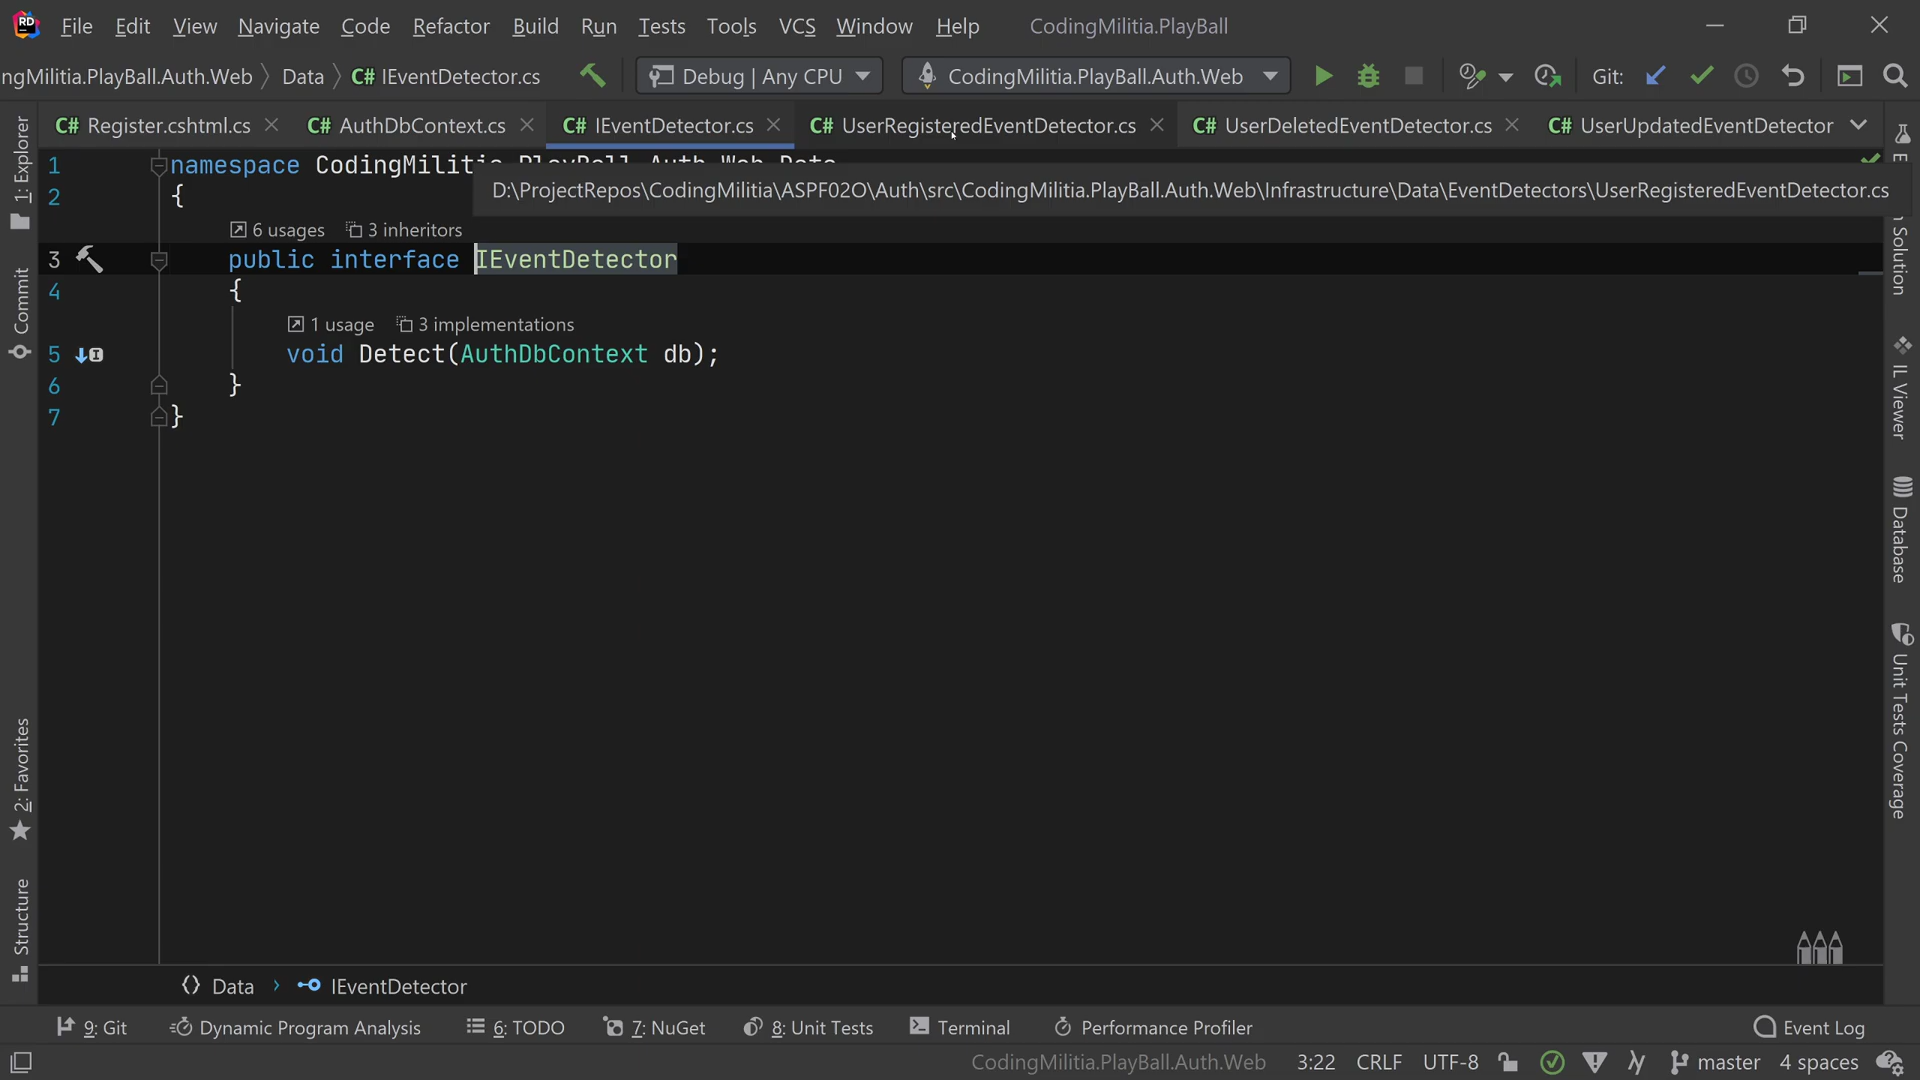 RD File Edit View Navigate Code Refactor Build Run Tests Tools VCS Window Help CodingMilitia.PlayBall
ngMilitia.PlayBall.Auth.Web Data C# IEventDetector.cs Debug | Any CPU CodingMilitia.PlayBall.Auth.Web Git:
C# Register.cshtml.cs C# AuthDbContext.cs C# IEventDetector.cs C# UserRegisteredEventDetector.cs C# UserDeletedEventDetector.cs C# UserUpdatedEventDetector
1 namespace CodingMilitia.PlayBall.Auth.Web.Data
D:\ProjectRepos\CodingMilitia\ASPF02O\Auth\src\CodingMilitia.PlayBall.Auth.Web\Infrastructure\Data\EventDetectors\UserRegisteredEventDetector.cs
2 {
6 usages 3 inheritors
3 public interface IEventDetector
4 {
1 usage 3 implementations
5 void Detect(AuthDbContext db);
6 }
7 }
1: Explorer
Commit
2: Favorites
Structure
Solution
IL Viewer
Database
Unit Tests Coverage
Data IEventDetector
9: Git Dynamic Program Analysis 6: TODO 7: NuGet 8: Unit Tests Terminal Performance Profiler Event Log
CodingMilitia.PlayBall.Auth.Web 3:22 CRLF UTF-8 master 4 spaces